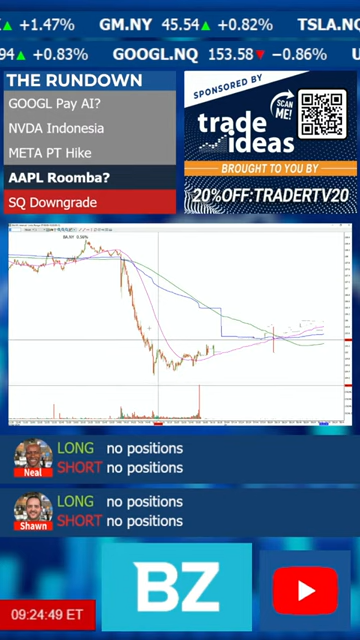 +1.47% GM.NY 45.54 +0.82% TSLA.NQ
94 +0.83% GOOGL.NQ 153.58 −0.86% UB
THE RUNDOWN
GOOGL Pay AI?
NVDA Indonesia
META PT Hike
AAPL Roomba?
SQ Downgrade
SPONSORED BY
SCAN ME!
trade ideas
BROUGHT TO YOU BY
20%OFF:TRADERTV20
LONG no positions
SHORT no positions
Neal
LONG no positions
SHORT no positions
Shawn
BZ
09:24:49 ET